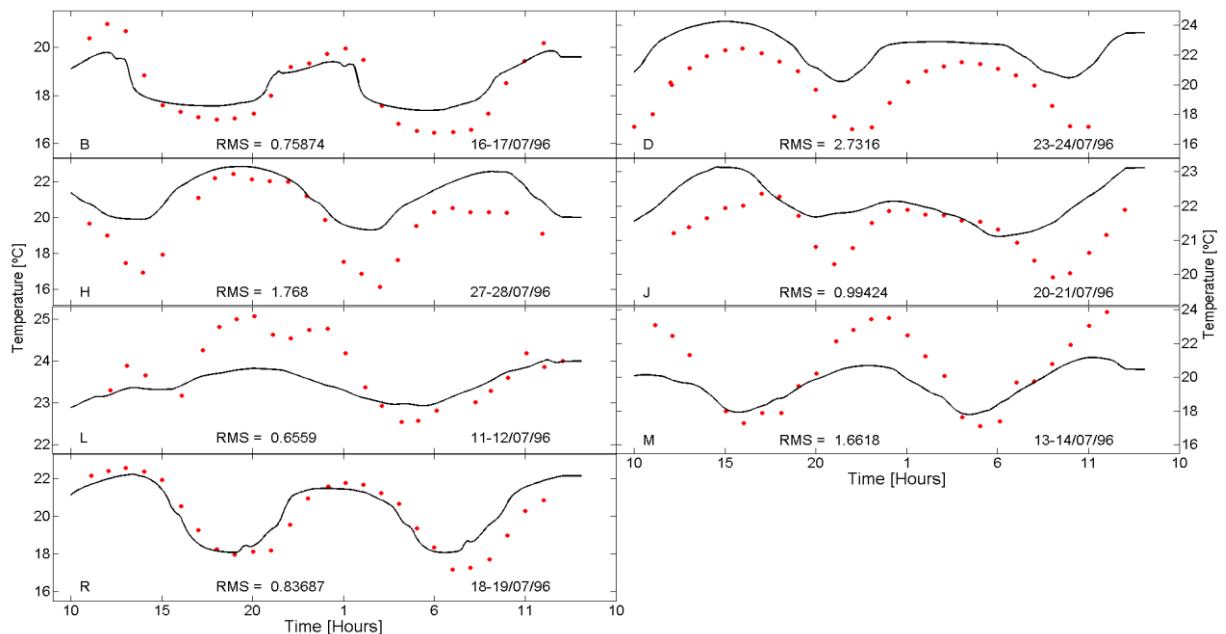 20
18
16
B RMS = 0.75874 16-17/07/96
24
22
20
18
16
D RMS = 2.7316 23-24/07/96
22
20
18
16
H RMS = 1.768 27-28/07/96
23
22
21
20
J RMS = 0.99424 20-21/07/96
Temperature [ºC]
Temperature [ºC]
25
24
23
22
L RMS = 0.6559 11-12/07/96
24
22
20
18
16
M RMS = 1.6618 13-14/07/96
10 15 20 1 6 11 10
Time [Hours]
22
20
18
16
R RMS = 0.83687 18-19/07/96
10 15 20 1 6 11 10
Time [Hours]